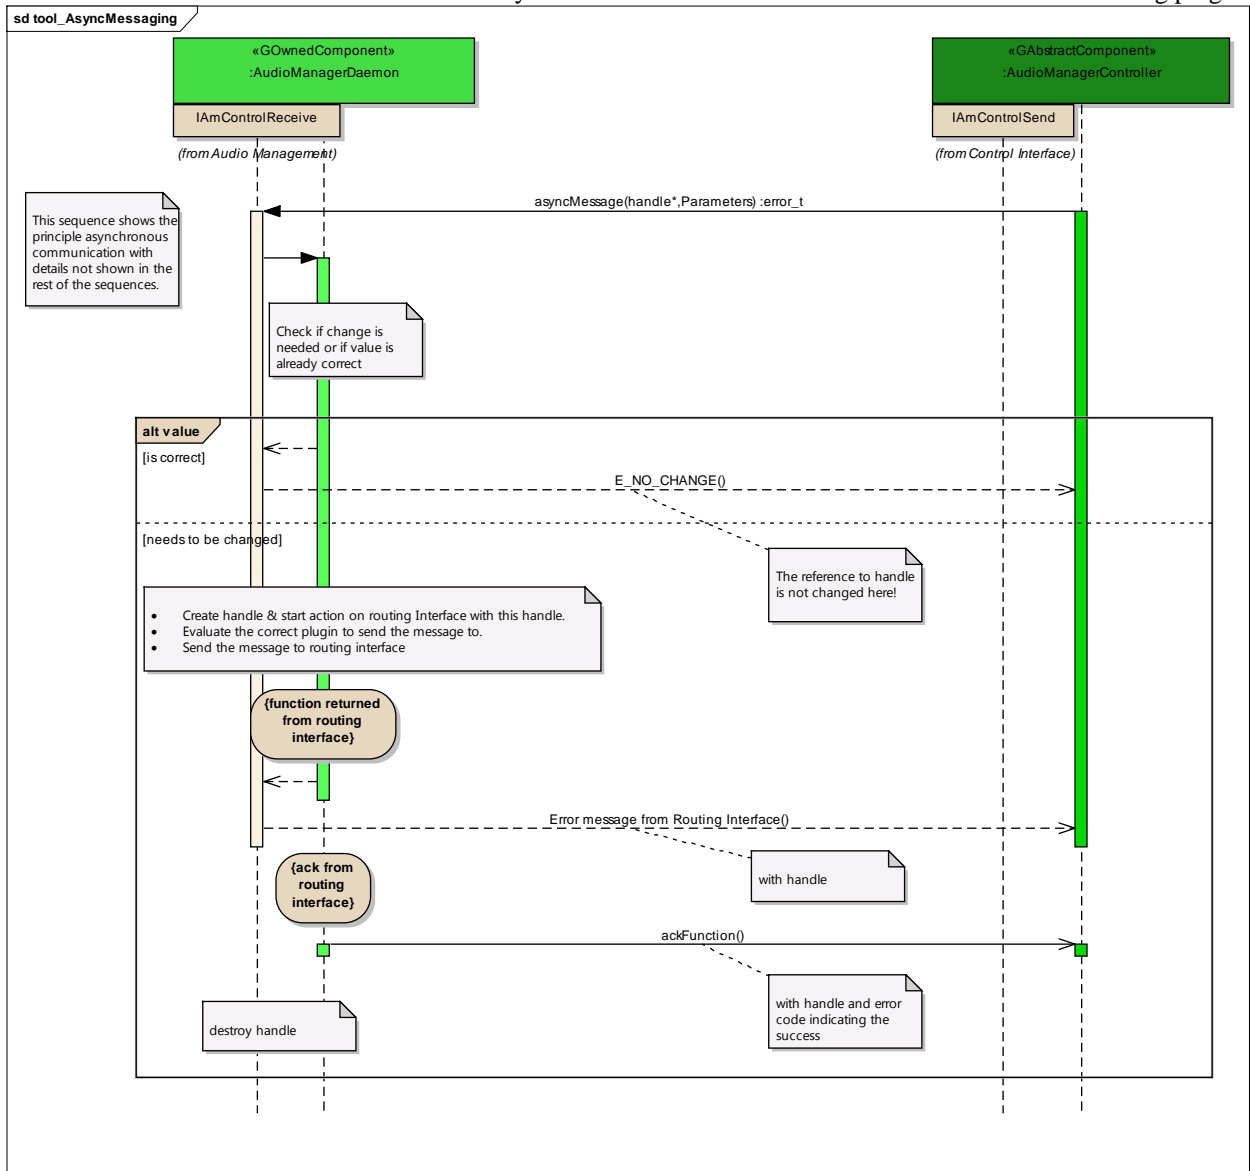 sd tool_AsyncMessaging
«GOwnedComponent»
:AudioManagerDaemon
«GAbstractComponent»
:AudioManagerController
IAmControlReceive
IAmControlSend
(from Audio Management)
(from Control Interface)
This sequence shows the
principle asynchronous
communication with
details not shown in the
rest of the sequences.
asyncMessage(handle*,Parameters) :error_t
Check if change is
needed or if value is
already correct
alt value
[is correct]
E_NO_CHANGE()
[needs to be changed]
The reference to handle
is not changed here!
• Create handle & start action on routing Interface with this handle.
• Evaluate the correct plugin to send the message to.
• Send the message to routing interface
{function returned
from routing
interface}
Error message from Routing Interface()
with handle
{ack from
routing
interface}
ackFunction()
with handle and error
code indicating the
success
destroy handle